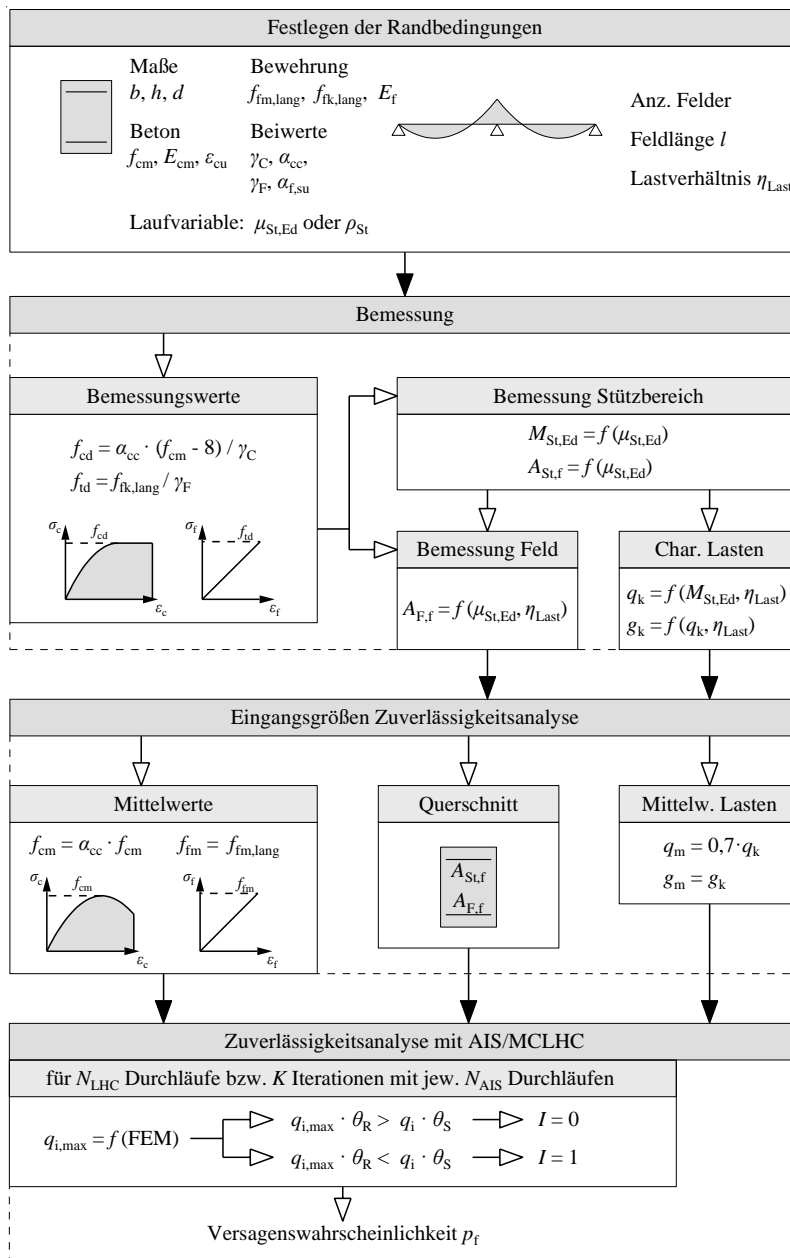 Festlegen der Randbedingungen
Maße
b, h, d
Bewehrung
f_fm,lang, f_fk,lang, E_f
Beton
f_cm, E_cm, ε_cu
Beiwerte
γ_C, α_cc,
γ_F, α_f,su
Anz. Felder
Feldlänge l
Lastverhältnis η_Last
Laufvariable: μ_St,Ed oder ρ_St
Bemessung
Bemessungswerte
f_cd = α_cc · (f_cm - 8) / γ_C
f_td = f_fk,lang / γ_F
σ_c
f_cd
ε_c
σ_f
f_td
ε_f
Bemessung Stützbereich
M_St,Ed = f (μ_St,Ed)
A_St,f = f (μ_St,Ed)
Bemessung Feld
A_F,f = f (μ_St,Ed, η_Last)
Char. Lasten
q_k = f (M_St,Ed, η_Last)
g_k = f (q_k, η_Last)
Eingangsgrößen Zuverlässigkeitsanalyse
Mittelwerte
f_cm = α_cc · f_cm f_fm = f_fm,lang
σ_c
f_cm
ε_c
σ_f
f_fm
ε_f
Querschnitt
A_St,f
A_F,f
Mittelw. Lasten
q_m = 0,7 · q_k
g_m = g_k
Zuverlässigkeitsanalyse mit AIS/MCLHC
für N_LHC Durchläufe bzw. K Iterationen mit jew. N_AIS Durchläufen
q_i,max = f (FEM)
q_i,max · θ_R > q_i · θ_S I = 0
q_i,max · θ_R < q_i · θ_S I = 1
Versagenswahrscheinlichkeit p_f